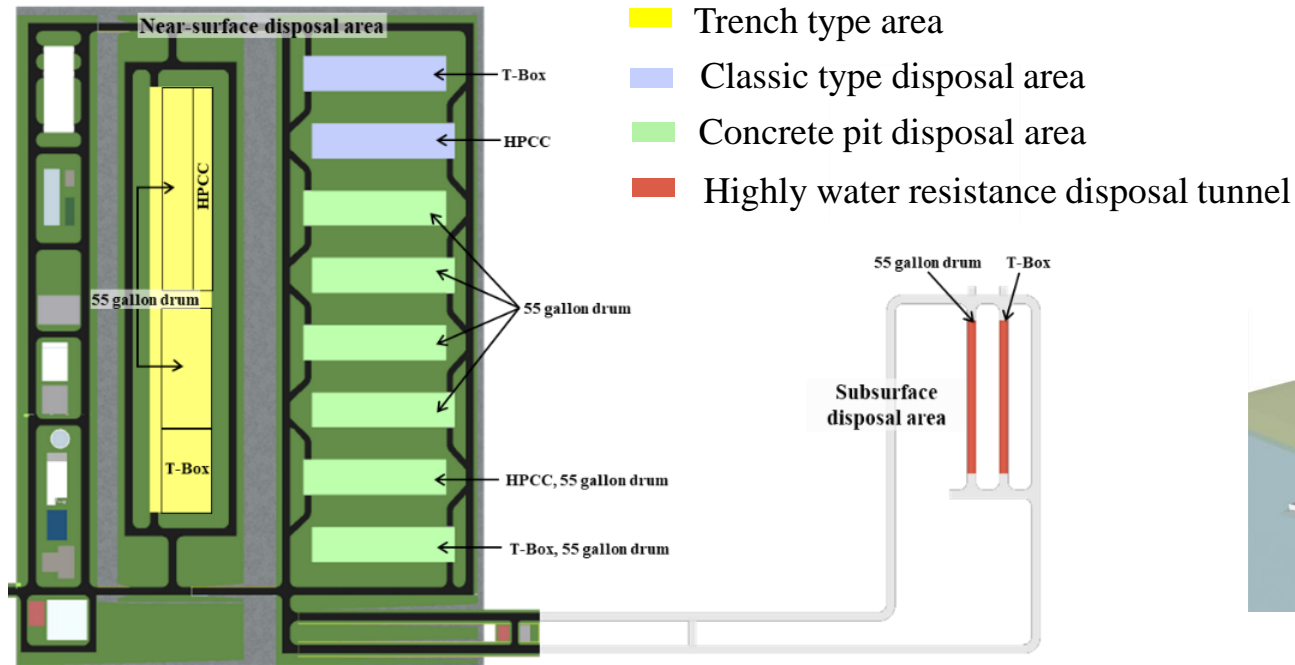 Near-surface disposal area
Trench type area
Classic type disposal area
Concrete pit disposal area
Highly water resistance disposal tunnel
T-Box
HPCC
HPCC
55 gallon drum
55 gallon drum
T-Box
HPCC, 55 gallon drum
T-Box, 55 gallon drum
55 gallon drum
T-Box
Subsurface
disposal area